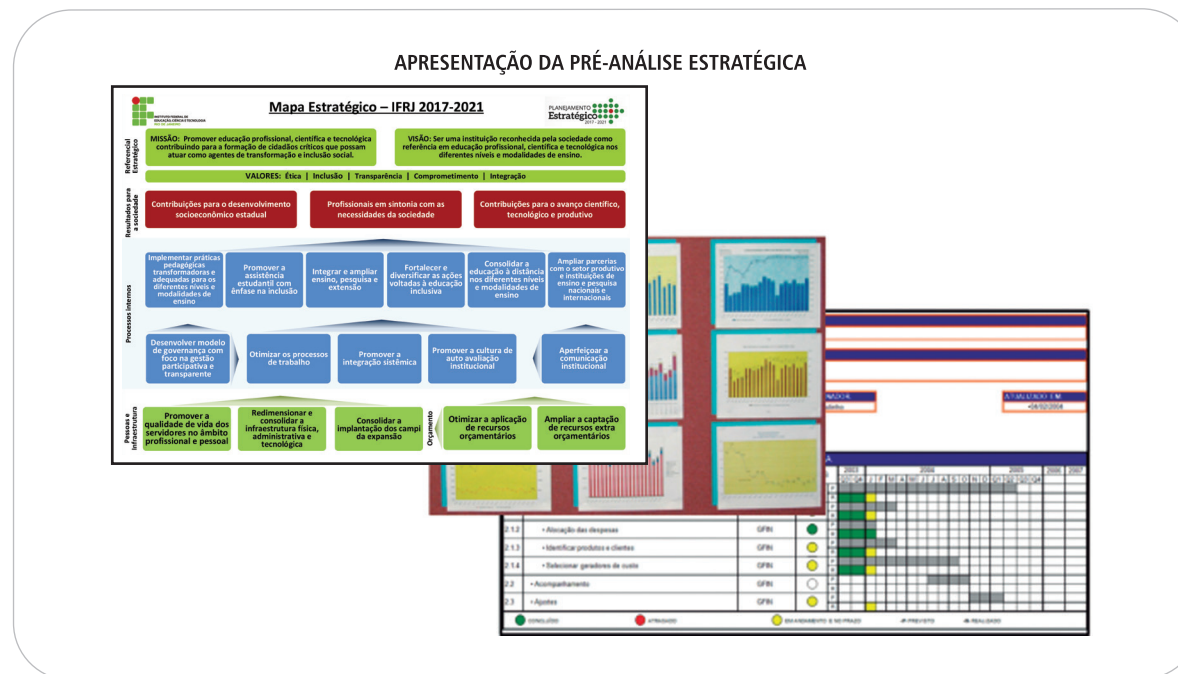 APRESENTAÇÃO DA PRÉ-ANÁLISE ESTRATÉGICA
INSTITUTO FEDERAL DE
EDUCAÇÃO, CIÊNCIA E TECNOLOGIA
RIO DE JANEIRO
Mapa Estratégico – IFRJ 2017-2021
PLANEJAMENTO
Estratégico
2017 - 2021
Referencial
Estratégico
MISSÃO: Promover educação profissional, científica e tecnológica
contribuindo para a formação de cidadãos críticos que possam
atuar como agentes de transformação e inclusão social.
VISÃO: Ser uma instituição reconhecida pela sociedade como
referência em educação profissional, científica e tecnológica nos
diferentes níveis e modalidades de ensino.
VALORES: Ética | Inclusão | Transparência | Comprometimento | Integração
Resultados para
a sociedade
Contribuições para o desenvolvimento
socioeconômico estadual
Profissionais em sintonia com as
necessidades da sociedade
Contribuições para o avanço científico,
tecnológico e produtivo
Processos internos
Implementar práticas
pedagógicas
transformadoras e
adequadas para os
diferentes níveis e
modalidades de
ensino
Promover a
assistência
estudantil com
ênfase na inclusão
Integrar e ampliar
ensino, pesquisa e
extensão
Fortalecer e
diversificar as ações
voltadas à educação
inclusiva
Consolidar a
educação à distância
nos diferentes níveis
e modalidades de
ensino
Ampliar parcerias
com o setor produtivo
e instituições de
ensino e pesquisa
nacionais e
internacionais
Desenvolver modelo
de governança com
foco na gestão
participativa e
transparente
Otimizar os processos
de trabalho
Promover a
integração sistêmica
Promover a cultura de
auto avaliação
institucional
Aperfeiçoar a
comunicação
institucional
Pessoas e
Infraestrutura
Promover a
qualidade de vida dos
servidores no âmbito
profissional e pessoal
Redimensionar e
consolidar a
infraestrutura física,
administrativa e
tecnológica
Consolidar a
implantação dos campi
da expansão
Orçamento
Otimizar a aplicação
de recursos
orçamentários
Ampliar a captação
de recursos extra
orçamentários
ATUALIZADO EM
2003 2004 2005 2006 2007
2.1.2 • Alocação das despesas GFIN
2.1.3 • Identificar produtos e clientes GFIN
2.1.4 • Selecionar geradores de custo GFIN
2.2 • Acompanhamento GFIN
2.3 • Ajustes GFIN
CONCLUÍDO ATRASADO EM ANDAMENTO E NO PRAZO P-PREVISTO R-REALIZADO